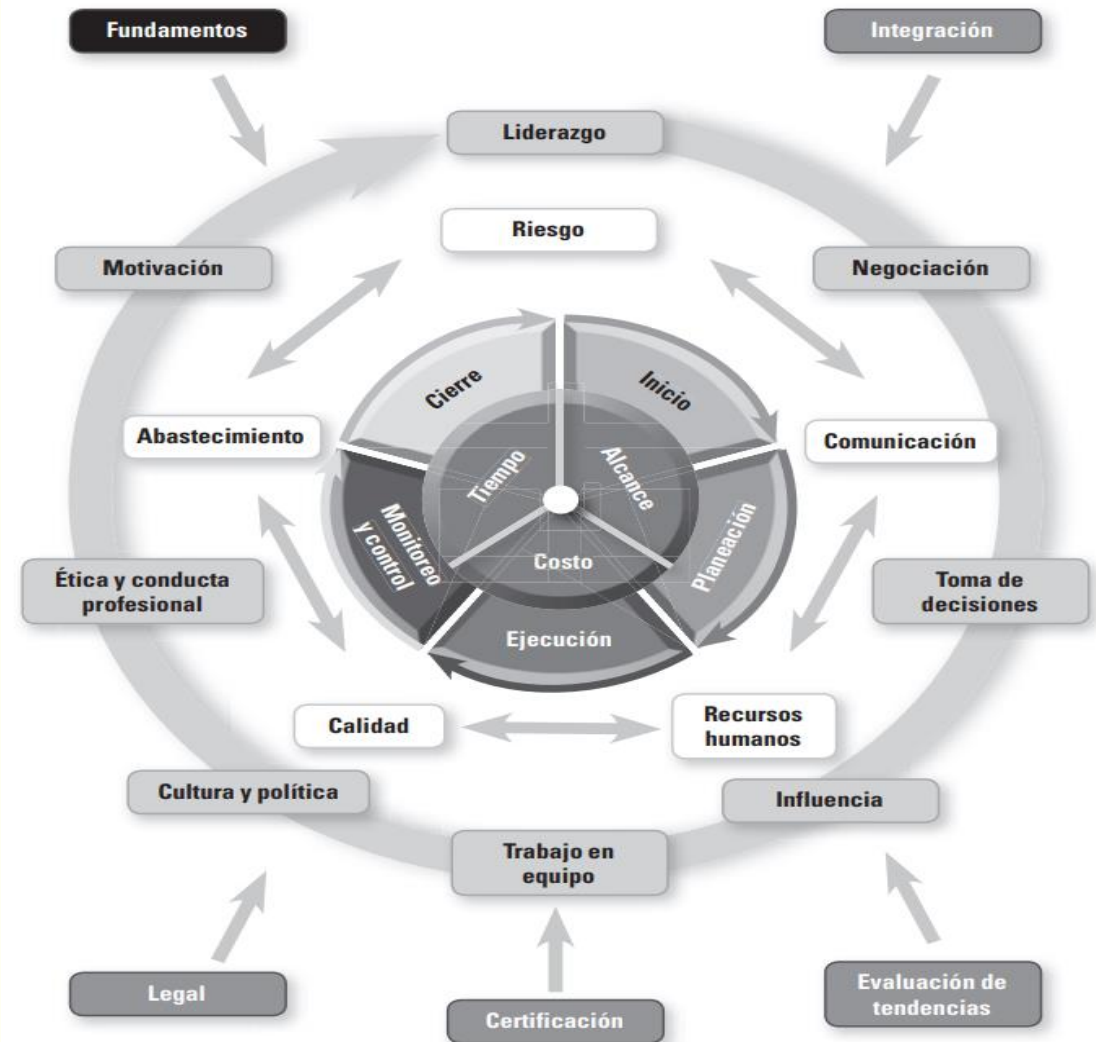 Fundamentos
Integración
Liderazgo
Riesgo
Motivación
Negociación
Cierre
Inicio
Abastecimiento
Comunicación
Tiempo
Alcance
Monitoreo
y control
Planeación
Costo
Ética y conducta
profesional
Toma de
decisiones
Ejecución
Calidad
Recursos
humanos
Cultura y política
Influencia
Trabajo en
equipo
Legal
Certificación
Evaluación de
tendencias